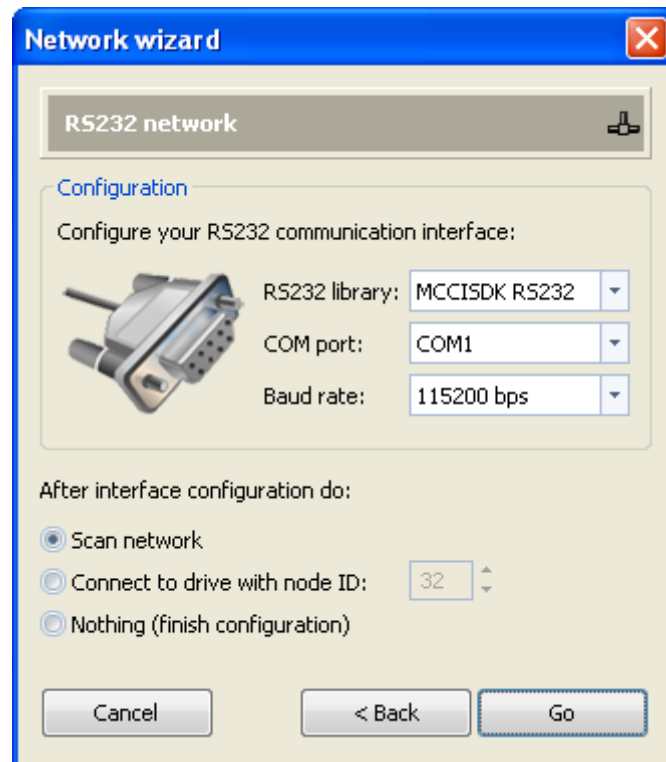 Network wizard
RS232 network
Configuration
Configure your RS232 communication interface:
RS232 library: MCCISDK RS232
COM port: COM1
Baud rate: 115200 bps
After interface configuration do:
Scan network
Connect to drive with node ID: 32
Nothing (finish configuration)
Cancel < Back Go